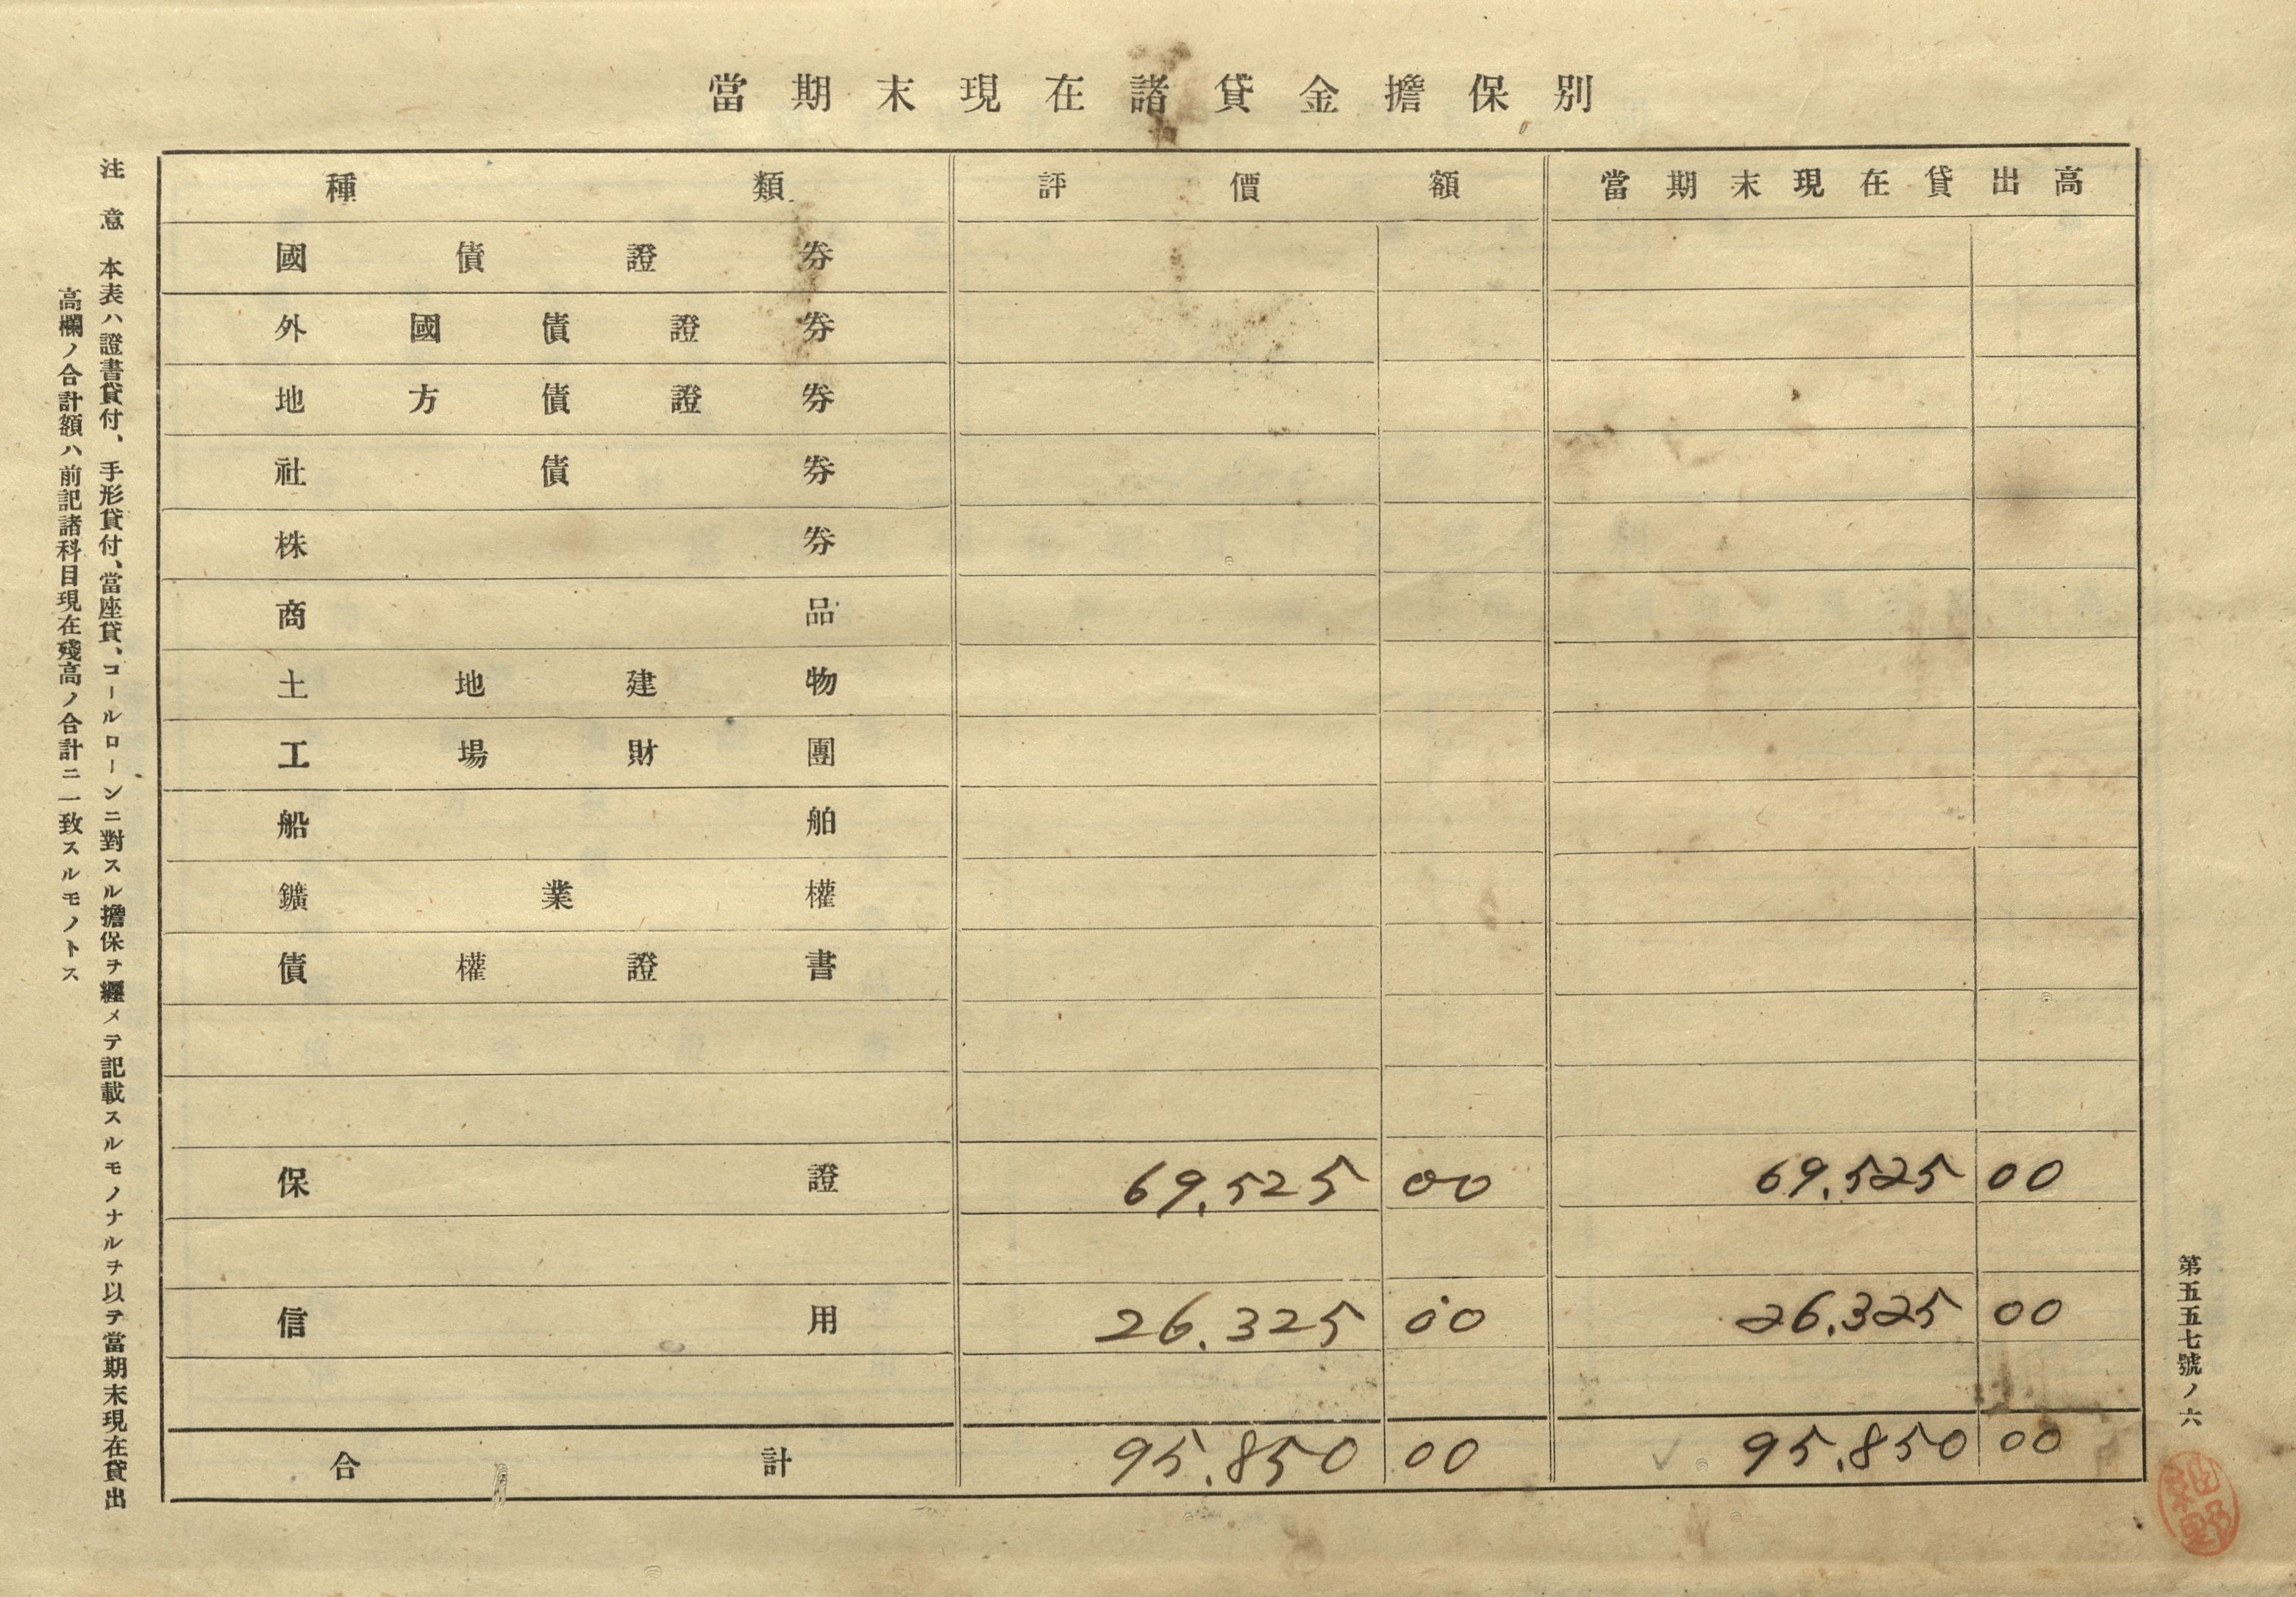 當期末現在諸貸金擔保別
種類 評價額 當期末現在貸出高
國債證券
外國債證券
地方債證券
社債券
株券
商品
土地建物
工場財團
船舶
鑛業權
債權證書
保證 69,525 00 69,525 00
信用 26,325 00 26,325 00
合計 95,850 00 95,850 00
注意 本表ハ證書貸付、手形貸付、當座貸、コールローンニ對スル擔保ヲ纒メテ記載スルモノナルヲ以テ當期末現在貸出
高欄ノ合計額ハ前記諸科目現在殘高ノ合計ニ一致スルモノトス
第五五七號ノ六
細野